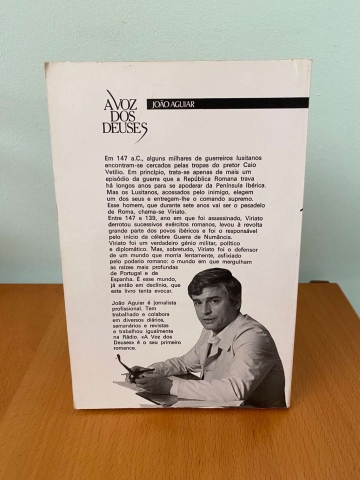 A VOZ
DOS
DEUSES
JOÃO AGUIAR
Em 147 a.C., alguns milhares de guerreiros lusitanos
encontram-se cercados pelas tropas do pretor Caio
Vetílio. Em princípio, trata-se apenas de mais um
episódio da guerra que a República Romana trava
há longos anos para se apoderar da Península Ibérica.
Mas os Lusitanos, acossados pelo inimigo, elegem
um dos seus e entregam-lhe o comando supremo.
Esse homem, que durante sete anos vai ser o pesadelo
de Roma, chama-se Viriato.
Entre 147 e 139, ano em que foi assassinado, Viriato
derrotou sucessivos exércitos romanos, levou à revolta
grande parte dos povos ibéricos e foi o responsável
pelo início da célebre Guerra de Numância.
Viriato foi um verdadeiro génio militar, político
e diplomático. Mas, sobretudo, Viriato foi o defensor
de um mundo que morria lentamente, asfixiado
pelo poderio romano: o mundo em que mergulham
as raízes mais profundas
de Portugal e de
Espanha. É esse mundo,
já então em declínio, que
este livro tenta evocar.
João Aguiar é jornalista
profissional. Tem
trabalhado e colabora
em diversos diários,
semanários e revistas
e trabalhou igualmente
na Rádio. «A Voz dos
Deuses» é o seu primeiro
romance.